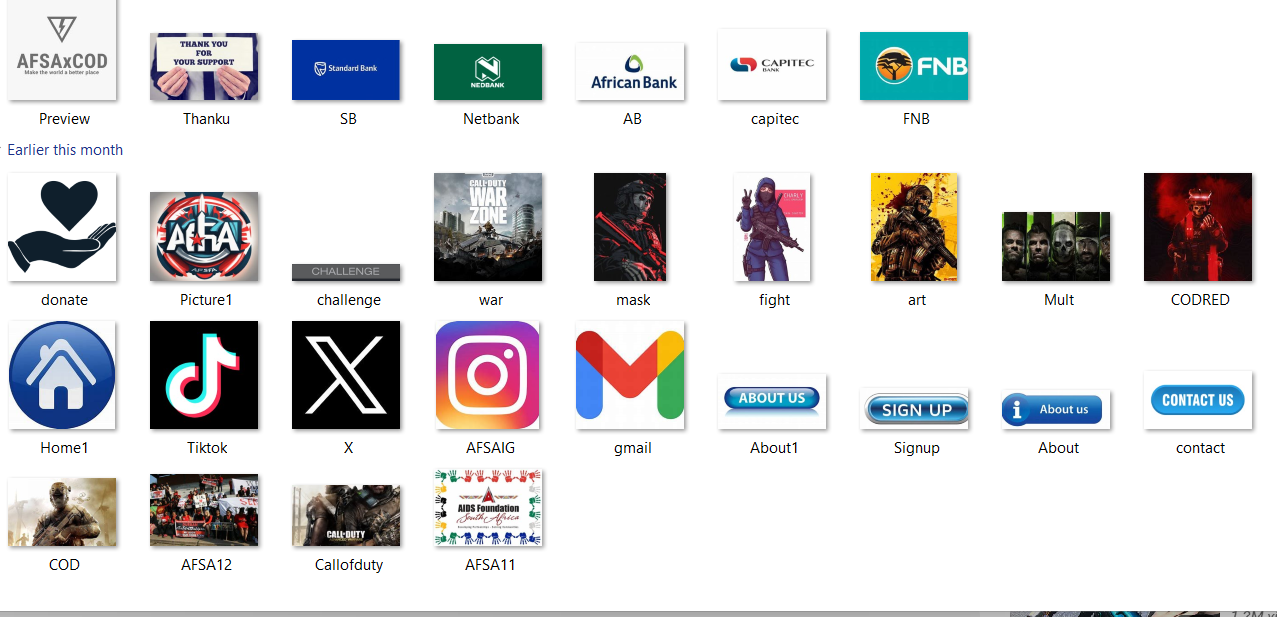 AFSAxCOD
Make the world a better place
THANK YOU
FOR
YOUR SUPPORT
Standard Bank
NEDBANK
African Bank
CAPITEC
BANK
FNB
Preview
Thanku
SB
Netbank
AB
capitec
FNB
Earlier this month
AfhA
AFSFA
CHALLENGE
CALL·DUTY
WAR
ZONE
CHARLY
donate
Picture1
challenge
war
mask
fight
art
Mult
CODRED
ABOUT US
SIGN UP
i
About us
CONTACT US
Home1
Tiktok
X
AFSAIG
gmail
About1
Signup
About
contact
CALL·DUTY
AIDS Foundation
South Africa
COD
AFSA12
Callofduty
AFSA11